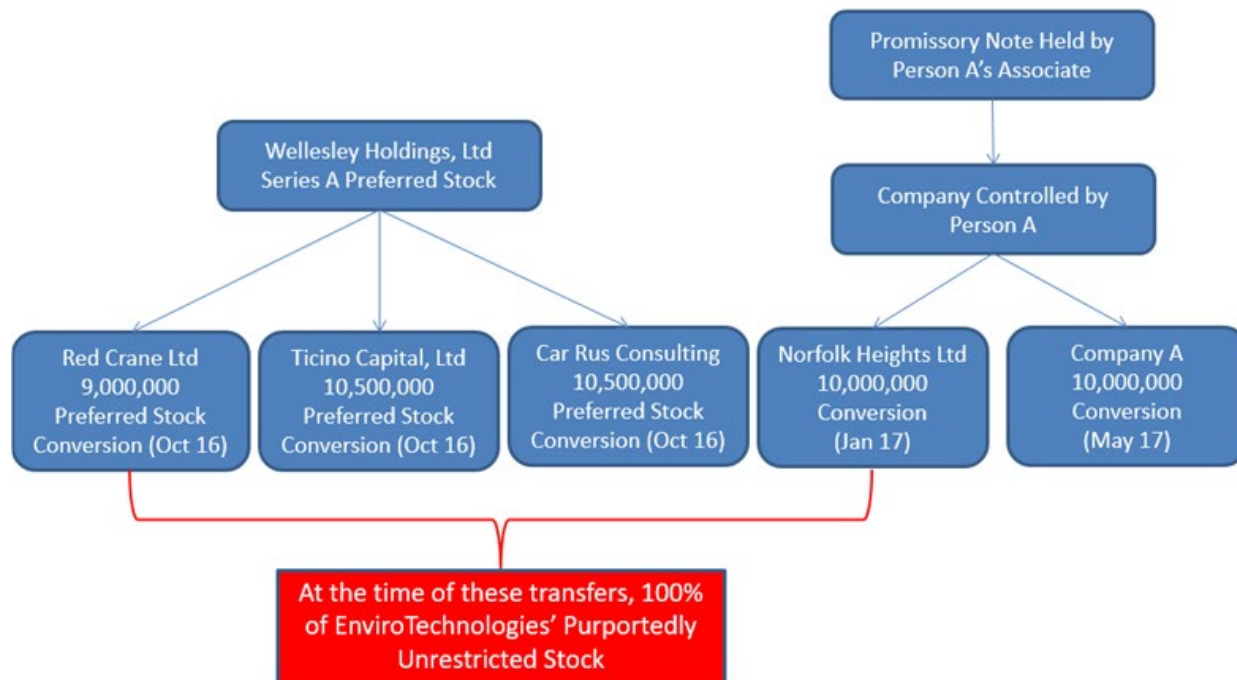 Promissory Note Held by
Person A's Associate
Wellesley Holdings, Ltd
Series A Preferred Stock
Company Controlled by
Person A
Red Crane Ltd
9,000,000
Preferred Stock
Conversion (Oct 16)
Ticino Capital, Ltd
10,500,000
Preferred Stock
Conversion (Oct 16)
Car Rus Consulting
10,500,000
Preferred Stock
Conversion (Oct 16)
Norfolk Heights Ltd
10,000,000
Conversion
(Jan 17)
Company A
10,000,000
Conversion
(May 17)
At the time of these transfers, 100%
of EnviroTechnologies' Purportedly
Unrestricted Stock